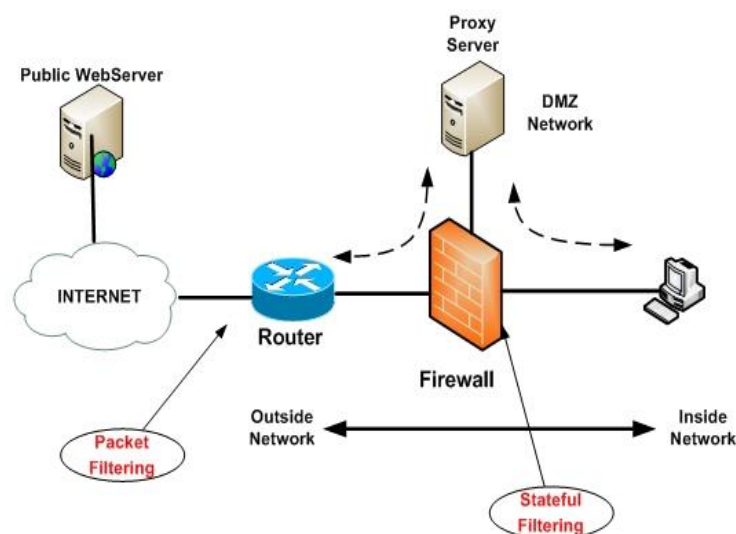 Proxy
Server
Public WebServer
DMZ
Network
INTERNET
Router
Firewall
Packet
Filtering
Outside
Network
Inside
Network
Stateful
Filtering